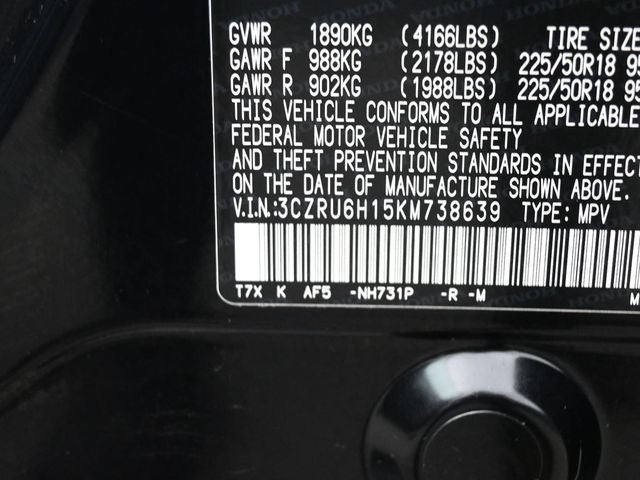 GVWR 1890KG (4166LBS) TIRE SIZE
GAWR F 988KG (2178LBS) 225/50R18 95
GAWR R 902KG (1988LBS) 225/50R18 95
THIS VEHICLE CONFORMS TO ALL APPLICABLE
FEDERAL MOTOR VEHICLE SAFETY
AND THEFT PREVENTION STANDARDS IN EFFECT
ON THE DATE OF MANUFACTURE SHOWN ABOVE.
V.I.N.:3CZRU6H15KM738639 TYPE: MPV
T7X K AF5 -NH731P -R -M M